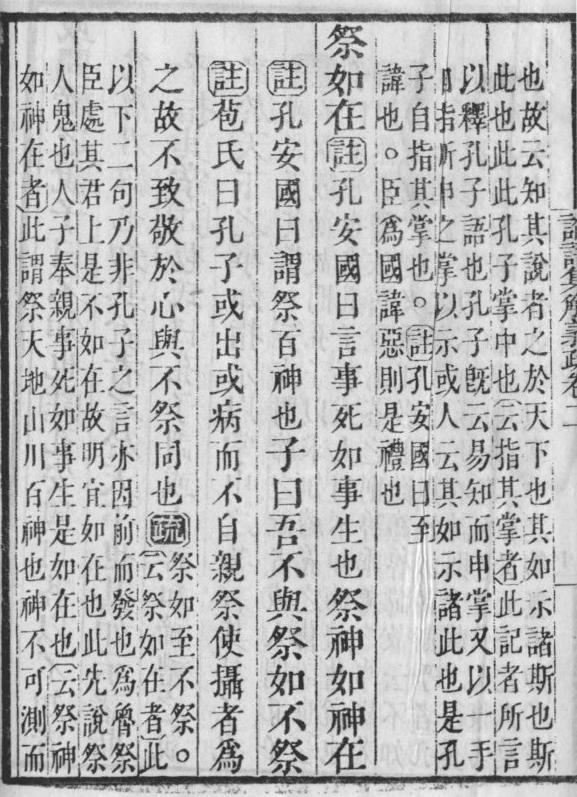 論語集解義疏卷二
也故云知其說者之於天下也其如示諸斯也斯
此也此此孔子掌中也云指其掌者此記者所言
以釋孔子語也孔子旣云易知而申掌又以一手
自指所申之掌以示或人云其如示諸此也是孔
子自指其掌也。註孔安國曰至
諱也。臣爲國諱惡則是禮也
祭如在註孔安國曰言事死如事生也祭神如神在
註孔安國曰謂祭百神也子曰吾不與祭如不祭
註苞氏曰孔子或出或病而不自親祭使攝者爲
之故不致敬於心與不祭同也疏祭如至不祭。
云祭如在者此
以下二句乃非孔子之言亦因前而發也爲魯祭
臣處其君上是不如在故明宜如在也此先說祭
人鬼也人子奉親事死如事生是如在也云祭神
如神在者此謂祭天地山川百神也神不可測而